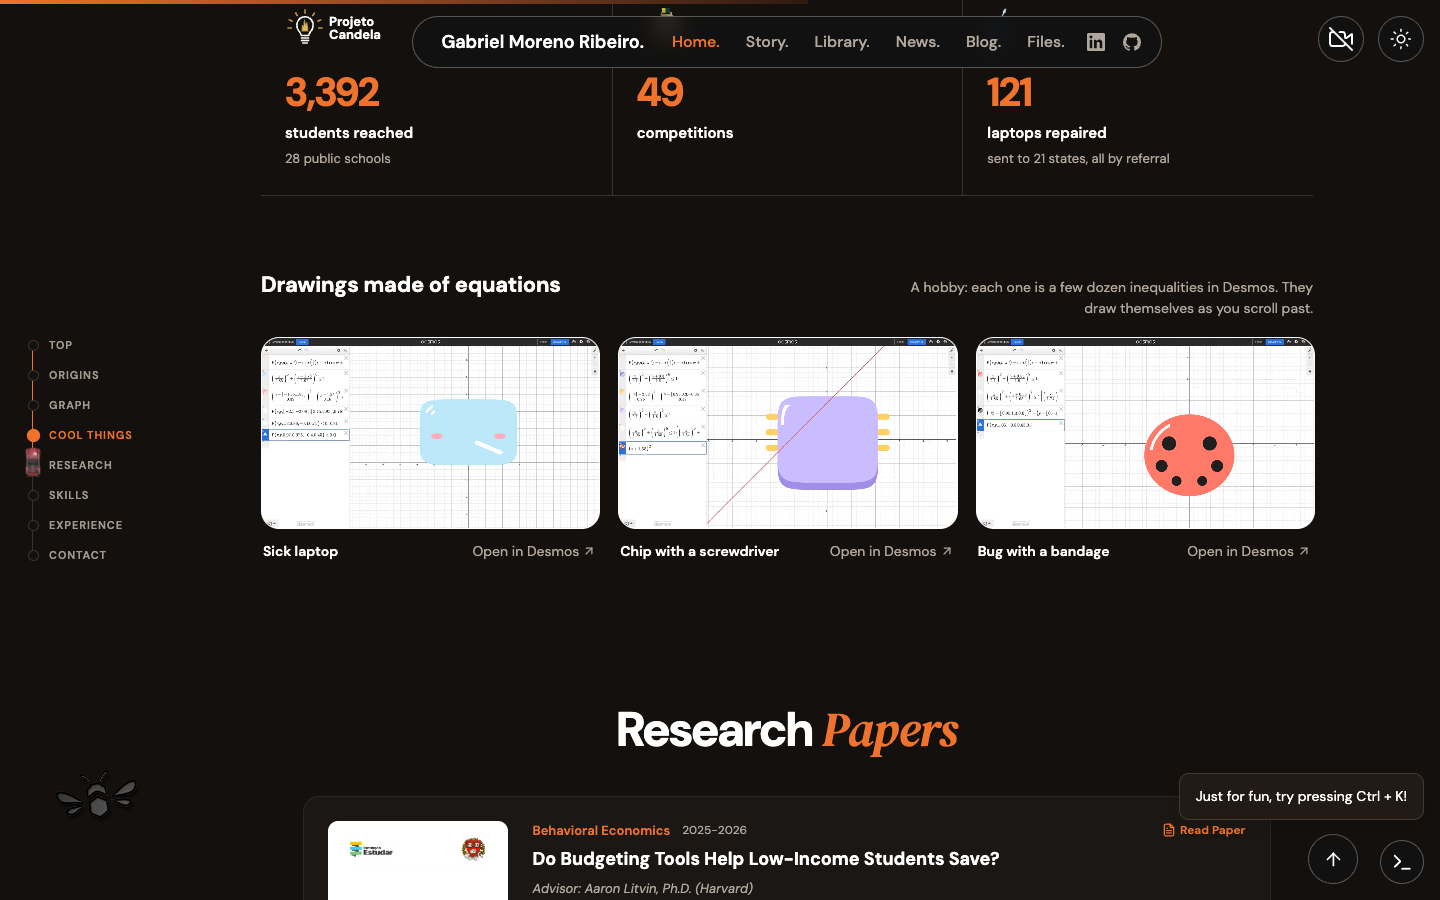 Projeto
Candela
Gabriel Moreno Ribeiro.
Home.
Story.
Library.
News.
Blog.
Files.
3,392
students reached
28 public schools
49
competitions
121
laptops repaired
sent to 21 states, all by referral
Drawings made of equations
A hobby: each one is a few dozen inequalities in Desmos. They
draw themselves as you scroll past.
TOP
ORIGINS
GRAPH
COOL THINGS
RESEARCH
SKILLS
EXPERIENCE
CONTACT
Sick laptop
Open in Desmos ↗
Chip with a screwdriver
Open in Desmos ↗
Bug with a bandage
Open in Desmos ↗
Research Papers
Just for fun, try pressing Ctrl + K!
Estudar
Behavioral Economics
2025-2026
Read Paper
Do Budgeting Tools Help Low-Income Students Save?
Advisor: Aaron Litvin, Ph.D. (Harvard)